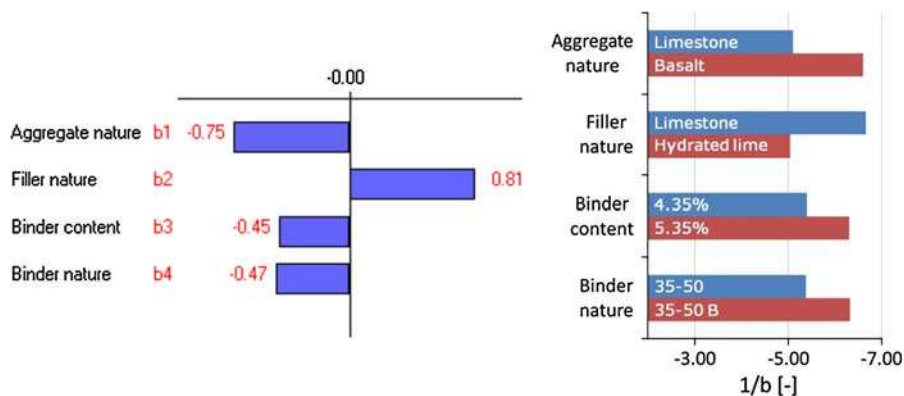 -0.00
Aggregate nature b1 -0.75
Filler nature b2 0.81
Binder content b3 -0.45
Binder nature b4 -0.47
Aggregate
nature
Limestone
Basalt
Filler
nature
Limestone
Hydrated lime
Binder
content
4.35%
5.35%
Binder
nature
35-50
35-50 B
-3.00 -5.00 -7.00
1/b [-]